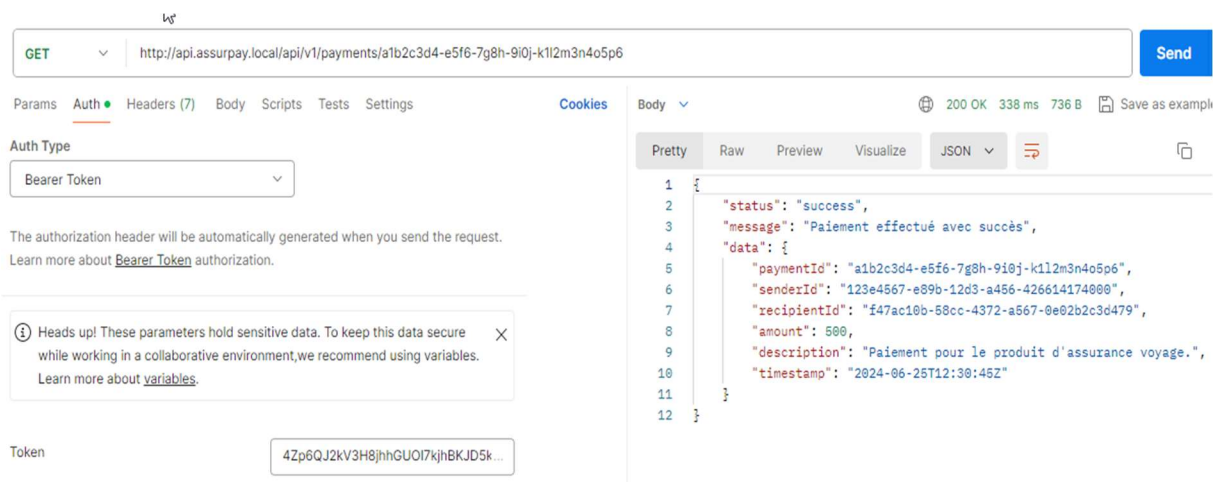 GET http://api.assurpay.local/api/v1/payments/a1b2c3d4-e5f6-7g8h-9i0j-k1l2m3n4o5p6 Send
Params Auth Headers (7) Body Scripts Tests Settings Cookies
Auth Type
Bearer Token
The authorization header will be automatically generated when you send the request.
Learn more about Bearer Token authorization.
Heads up! These parameters hold sensitive data. To keep this data secure
while working in a collaborative environment,we recommend using variables.
Learn more about variables.
Token 4Zp6QJ2kV3H8jhhGUOI7kjhBKJD5k...
Body 200 OK 338 ms 736 B Save as example
Pretty Raw Preview Visualize JSON
1 {
2 "status": "success",
3 "message": "Paiement effectué avec succès",
4 "data": {
5 "paymentId": "a1b2c3d4-e5f6-7g8h-9i0j-k1l2m3n4o5p6",
6 "senderId": "123e4567-e89b-12d3-a456-426614174000",
7 "recipientId": "f47ac10b-58cc-4372-a567-0e02b2c3d479",
8 "amount": 500,
9 "description": "Paiement pour le produit d'assurance voyage.",
10 "timestamp": "2024-06-25T12:30:45Z"
11 }
12 }